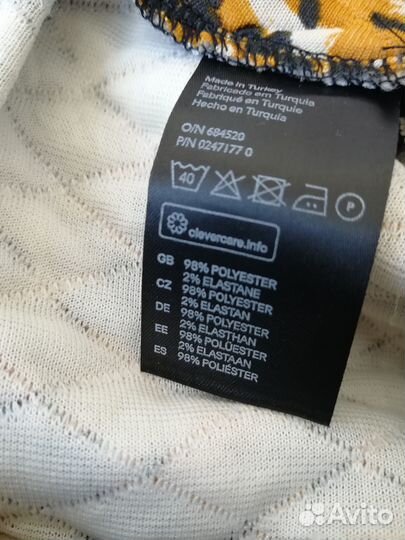 Made in Turkey
Fabricado em Turquia
Fabriqué en Turquie
Hecho en Turquía
O/N 684520
P/N 0247177 0
40
P
clevercare.info
GB 98% POLYESTER
2% ELASTANE
CZ 98% POLYESTER
2% ELASTAN
DE 98% POLYESTER
2% ELASTHAN
EE 98% POLÜESTER
2% ELASTAAN
ES 98% POLIÉSTER
Avito